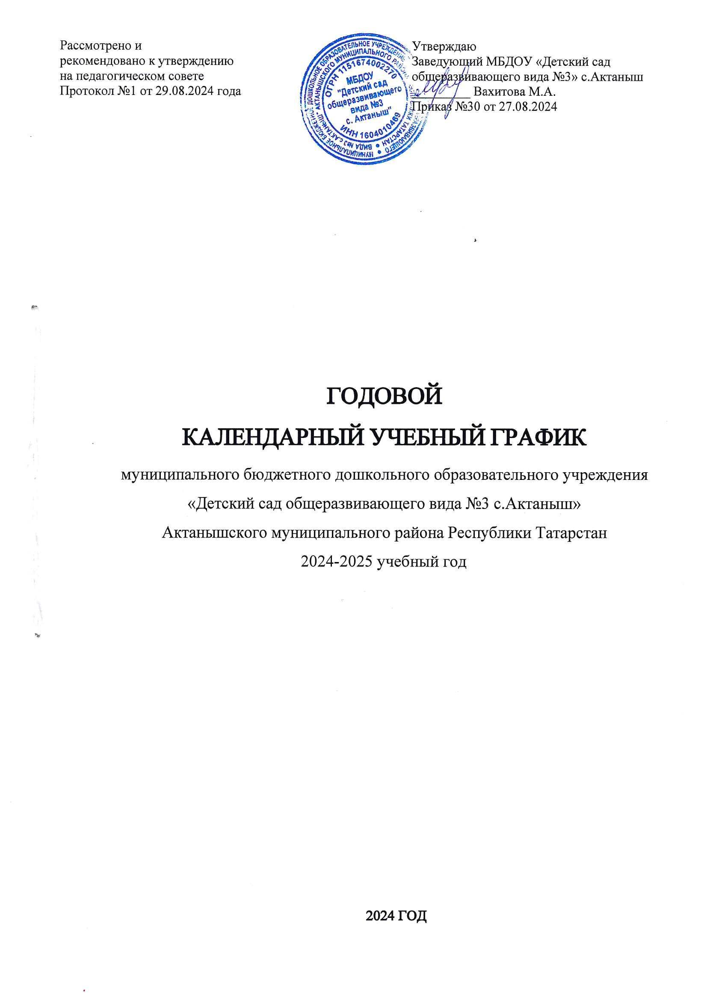 Рассмотрено и
рекомендовано к утверждению
на педагогическом совете
Протокол №1 от 29.08.2024 года
МУНИЦИПАЛЬНОЕ БЮДЖЕТНОЕ ДОШКОЛЬНОЕ ОБРАЗОВАТЕЛЬНОЕ УЧРЕЖДЕНИЕ
РАЗВИВАЮЩЕГО
ВИДА №3 с.АКТАНЫШ" АКТАНЫШСКОГО МУНИЦИПАЛЬНОГО РАЙОНА
ТАТАРСТАН
ОГРН 1151674002270
МБДОУ
"Детский сад
общеразвивающего
вида №3
с. Актаныш"
ИНН 1604010469
Утверждаю
Заведующий МБДОУ «Детский сад
общеразвивающего вида №3» с.Актаныш
_________ Вахитова М.А.
Приказ №30 от 27.08.2024
ГОДОВОЙ
КАЛЕНДАРНЫЙ УЧЕБНЫЙ ГРАФИК
муниципального бюджетного дошкольного образовательного учреждения
«Детский сад общеразвивающего вида №3 с.Актаныш»
Актанышского муниципального района Республики Татарстан
2024-2025 учебный год
2024 ГОД